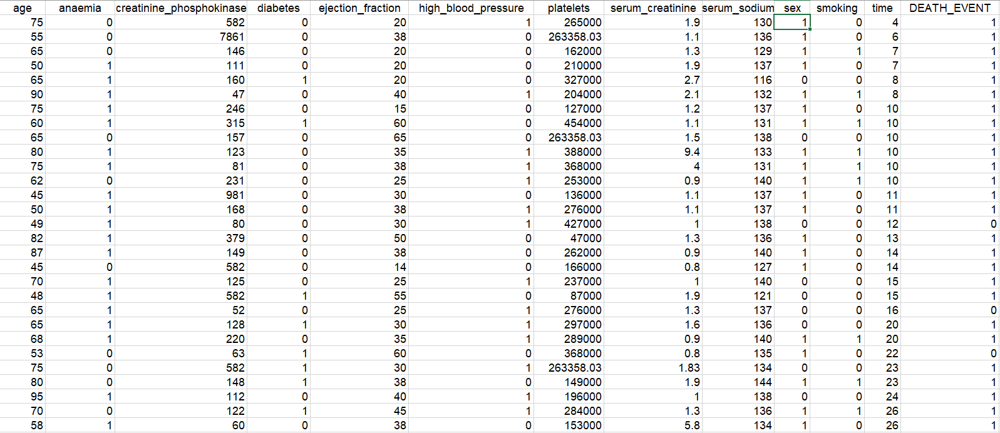 age anaemia creatinine_phosphokinase diabetes ejection_fraction high_blood_pressure platelets serum_creatinine serum_sodium sex smoking time DEATH_EVENT
75 0 582 0 20 1 265000 1.9 130 1 0 4 1
55 0 7861 0 38 0 263358.03 1.1 136 1 0 6 1
65 0 146 0 20 0 162000 1.3 129 1 1 7 1
50 1 111 0 20 0 210000 1.9 137 1 0 7 1
65 1 160 1 20 0 327000 2.7 116 0 0 8 1
90 1 47 0 40 1 204000 2.1 132 1 1 8 1
75 1 246 0 15 0 127000 1.2 137 1 0 10 1
60 1 315 1 60 0 454000 1.1 131 1 1 10 1
65 0 157 0 65 0 263358.03 1.5 138 0 0 10 1
80 1 123 0 35 1 388000 9.4 133 1 1 10 1
75 1 81 0 38 1 368000 4 131 1 1 10 1
62 0 231 0 25 1 253000 0.9 140 1 1 10 1
45 1 981 0 30 0 136000 1.1 137 1 0 11 1
50 1 168 0 38 1 276000 1.1 137 1 0 11 1
49 1 80 0 30 1 427000 1 138 0 0 12 0
82 1 379 0 50 0 47000 1.3 136 1 0 13 1
87 1 149 0 38 0 262000 0.9 140 1 0 14 1
45 0 582 0 14 0 166000 0.8 127 1 0 14 1
70 1 125 0 25 1 237000 1 140 0 0 15 1
48 1 582 1 55 0 87000 1.9 121 0 0 15 1
65 1 52 0 25 1 276000 1.3 137 0 0 16 0
65 1 128 1 30 1 297000 1.6 136 0 0 20 1
68 1 220 0 35 1 289000 0.9 140 1 1 20 1
53 0 63 1 60 0 368000 0.8 135 1 0 22 0
75 0 582 1 30 1 263358.03 1.83 134 0 0 23 1
80 0 148 1 38 0 149000 1.9 144 1 1 23 1
95 1 112 0 40 1 196000 1 138 0 0 24 1
70 0 122 1 45 1 284000 1.3 136 1 1 26 1
58 1 60 0 38 0 153000 5.8 134 1 0 26 1